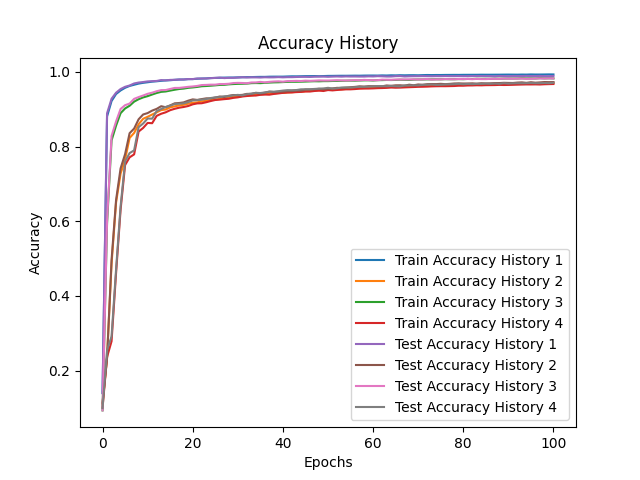 Accuracy History
Accuracy
1.0
0.8
0.6
0.4
0.2
Train Accuracy History 1
Train Accuracy History 2
Train Accuracy History 3
Train Accuracy History 4
Test Accuracy History 1
Test Accuracy History 2
Test Accuracy History 3
Test Accuracy History 4
0 20 40 60 80 100
Epochs